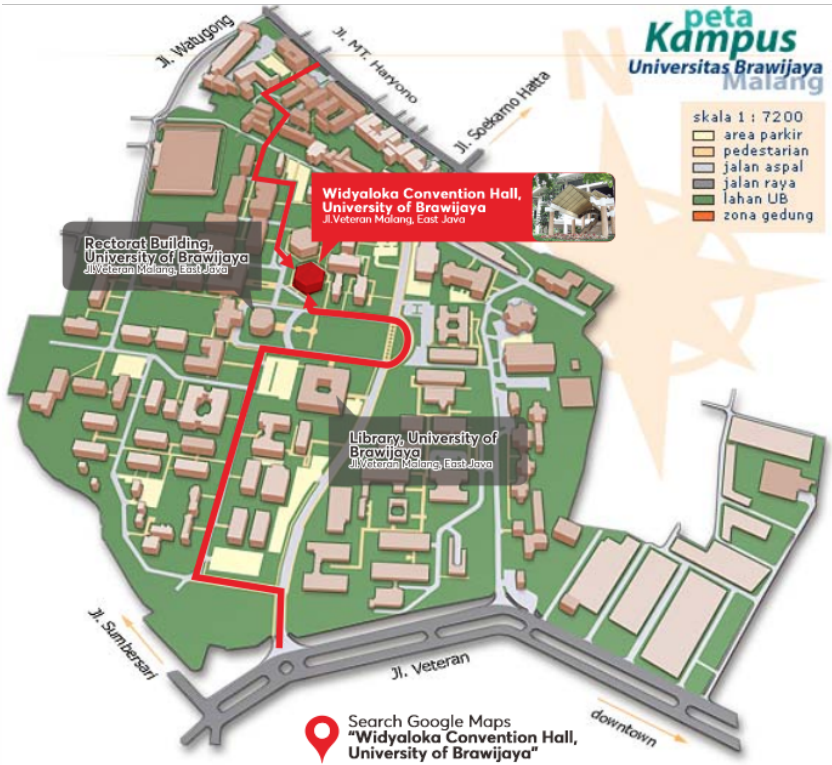 peta
Kampus
Universitas Brawijaya
Malang
N
skala 1 : 7200
area parkir
pedestarian
jalan aspal
jalan raya
lahan UB
zona gedung
Jl. Watugong
Jl. MT. Haryono
Jl. Soekarno Hatta
Widyaloka Convention Hall,
University of Brawijaya
Jl.Veteran Malang, East Java
Rectorat Building,
University of Brawijaya
Jl.Veteran Malang, East Java
Library, University of
Brawijaya
Jl.Veteran Malang, East Java
Jl. Sumbersari
Jl. Veteran
downtown
Search Google Maps
"Widyaloka Convention Hall,
University of Brawijaya"